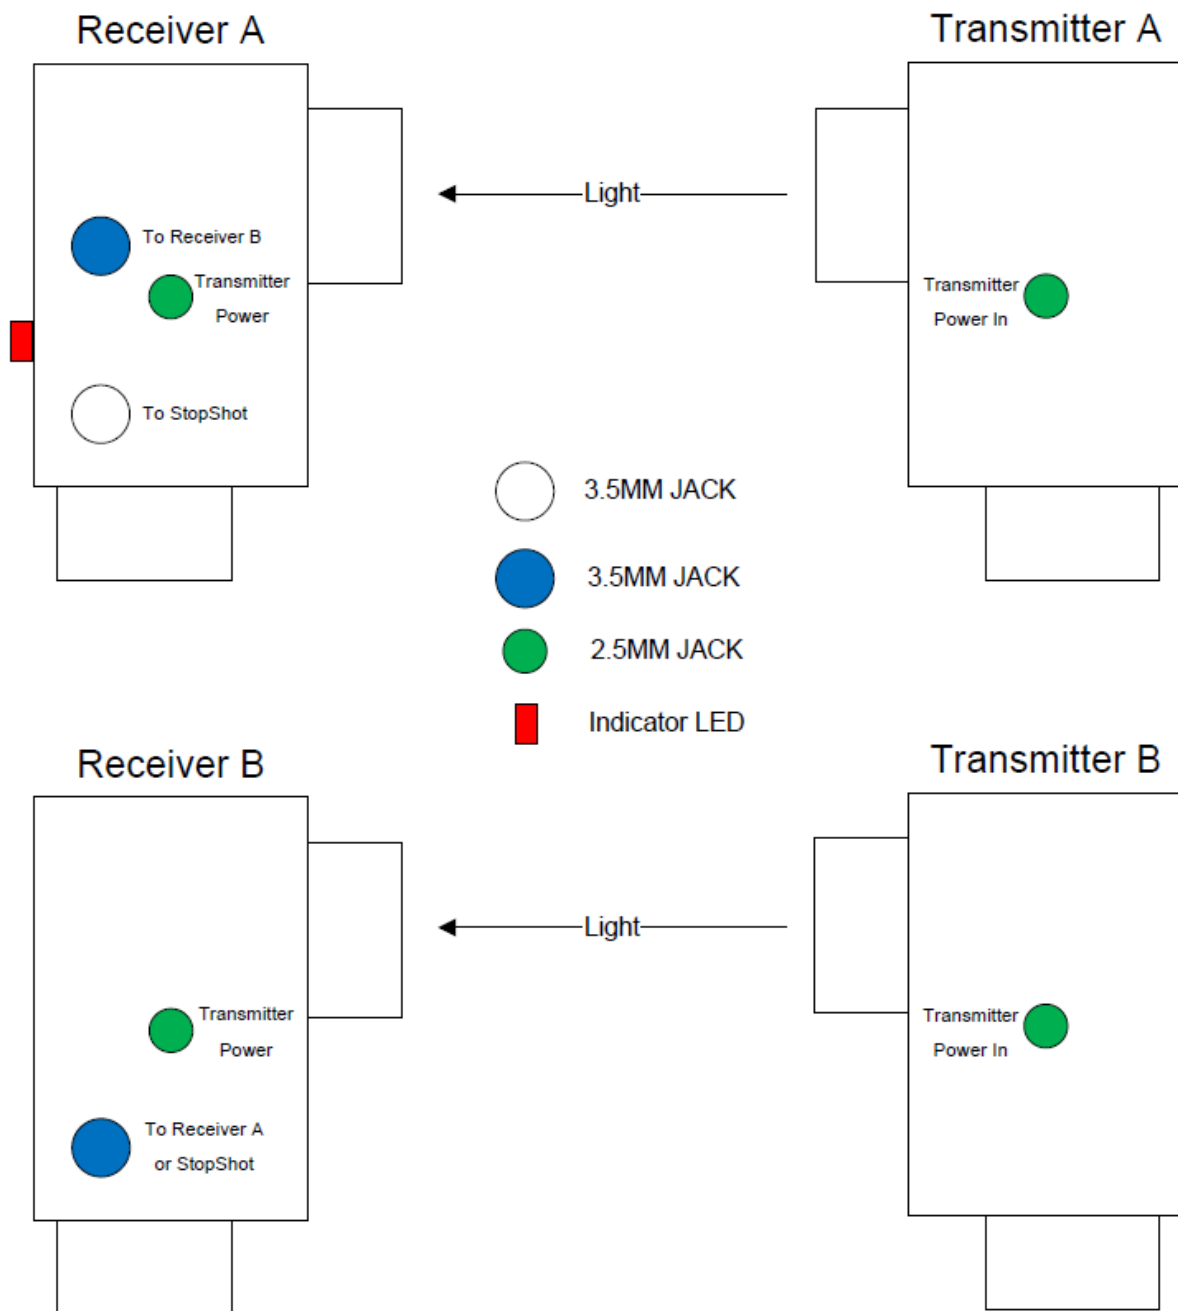 Receiver A
Transmitter A
Light
To Receiver B
Transmitter
Power
To StopShot
Transmitter
Power In
3.5MM JACK
3.5MM JACK
2.5MM JACK
Indicator LED
Receiver B
Transmitter B
Light
Transmitter
Power
To Receiver A
or StopShot
Transmitter
Power In